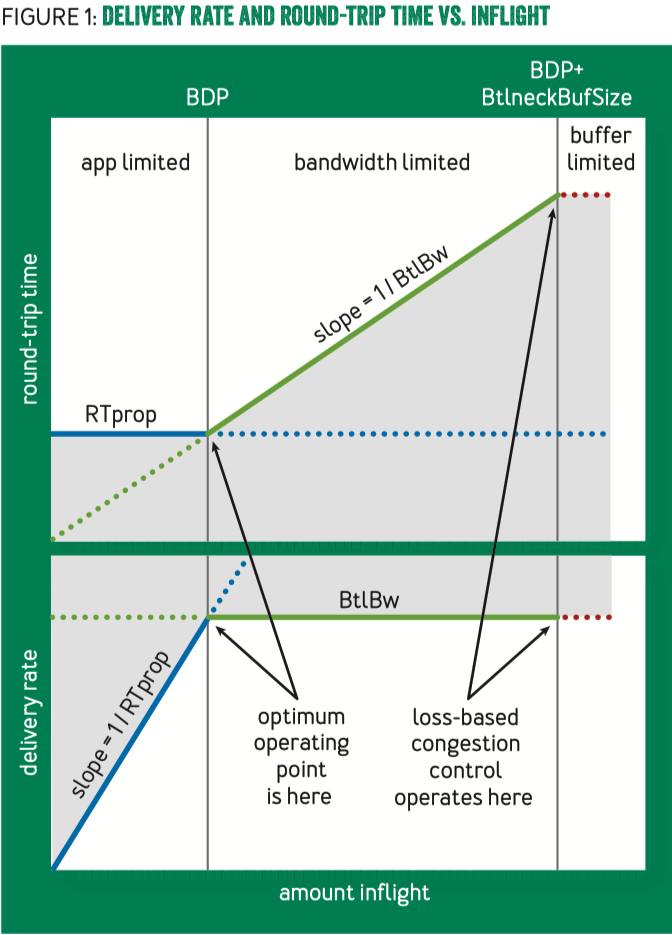 FIGURE 1: DELIVERY RATE AND ROUND-TRIP TIME VS. INFLIGHT
BDP
BDP+
BtlneckBufSize
app limited
bandwidth limited
buffer
limited
round-trip time
slope = 1 / BtlBw
RTprop
delivery rate
BtlBw
slope = 1 / RTprop
optimum
operating
point
is here
loss-based
congestion
control
operates here
amount inflight